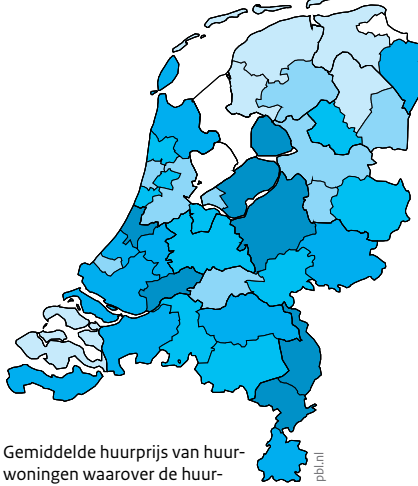 Gemiddelde huurprijs van huur-
woningen waarover de huur-
pbl.nl